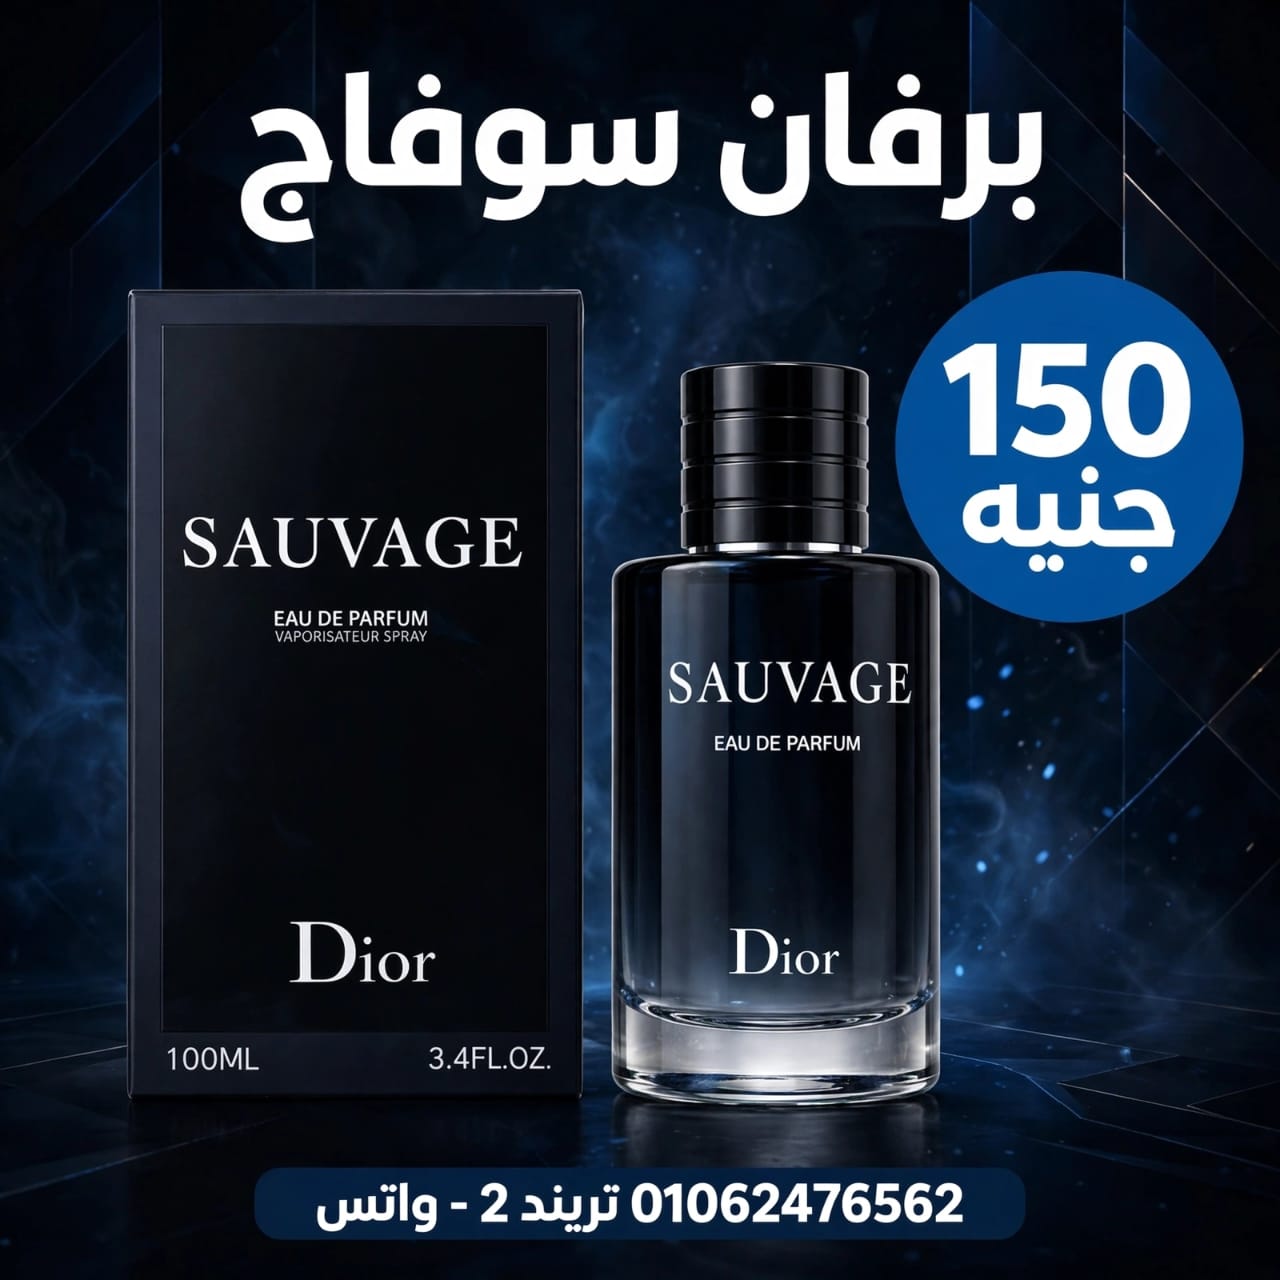 برفان سوفاج
150
جنيه
SAUVAGE
EAU DE PARFUM
VAPORISATEUR SPRAY
Dior
100ML 3.4FL.OZ.
SAUVAGE
EAU DE PARFUM
Dior
01062476562 تريند 2 - واتس